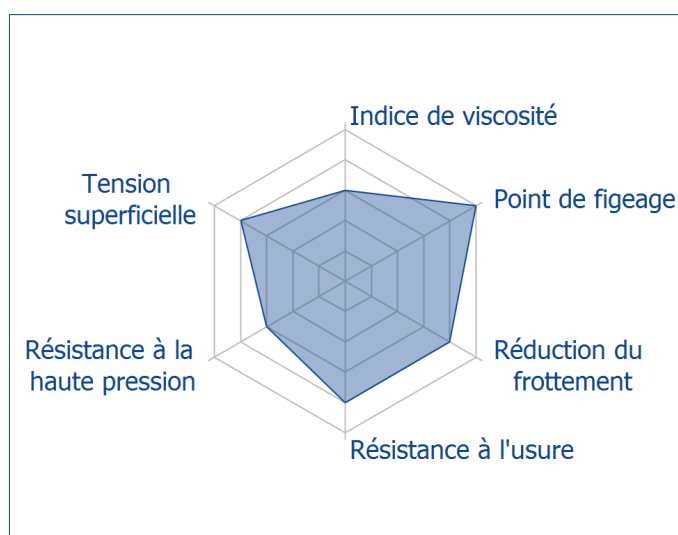 Indice de viscosité
Tension
superficielle
Point de figeage
Résistance à la
haute pression
Réduction du
frottement
Résistance à l'usure